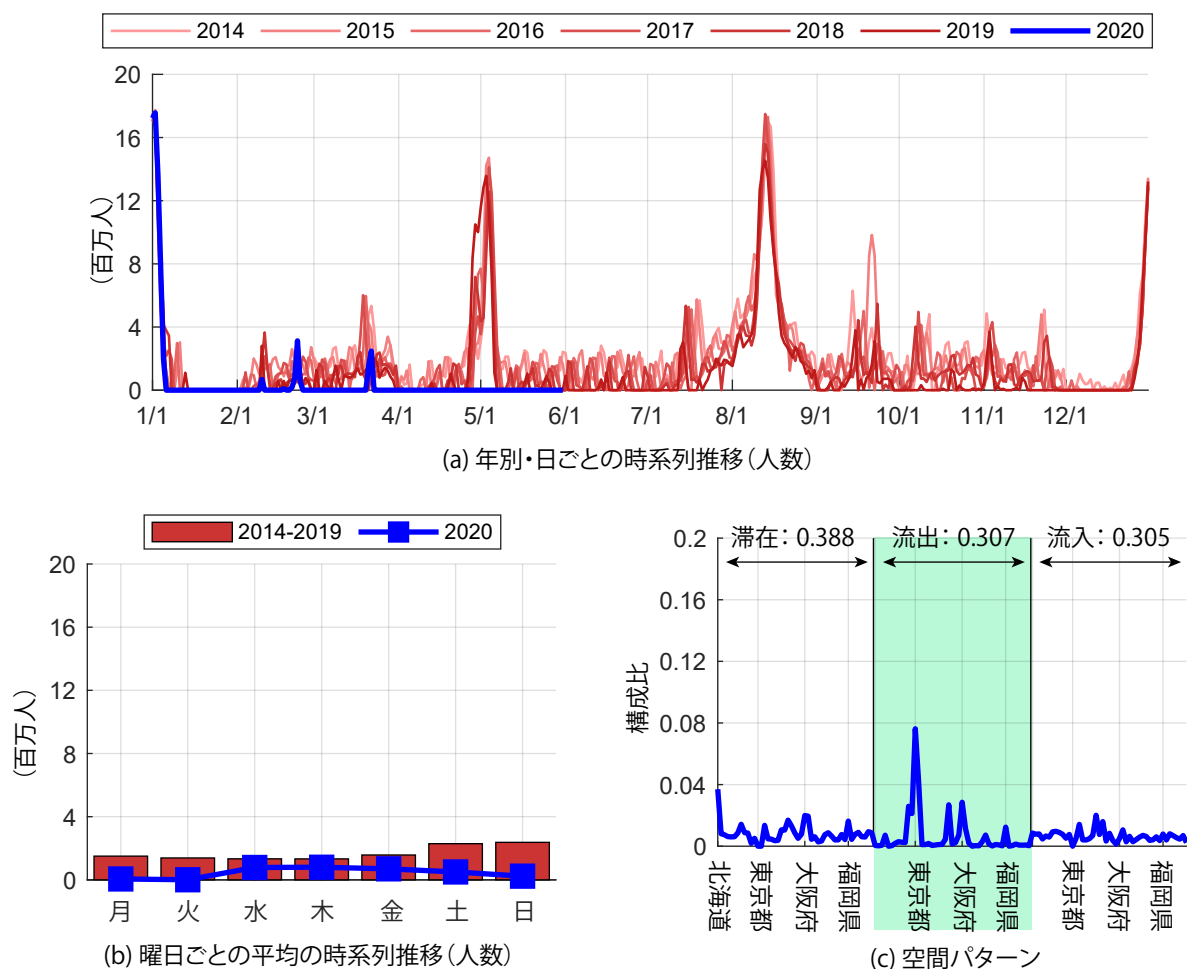 2014 2015 2016 2017 2018 2019 2020
20
16
12
8
4
0
(百万人)
1/1 2/1 3/1 4/1 5/1 6/1 7/1 8/1 9/1 10/1 11/1 12/1
(a) 年別・日ごとの時系列推移(人数)
2014-2019 2020
20
16
12
8
4
0
(百万人)
月 火 水 木 金 土 日
(b) 曜日ごとの平均の時系列推移(人数)
滞在: 0.388 流出: 0.307 流入: 0.305
0.2
0.16
0.12
0.08
0.04
0
構成比
北海道 東京都 大阪府 福岡県 東京都 大阪府 福岡県 東京都 大阪府 福岡県
(c) 空間パターン